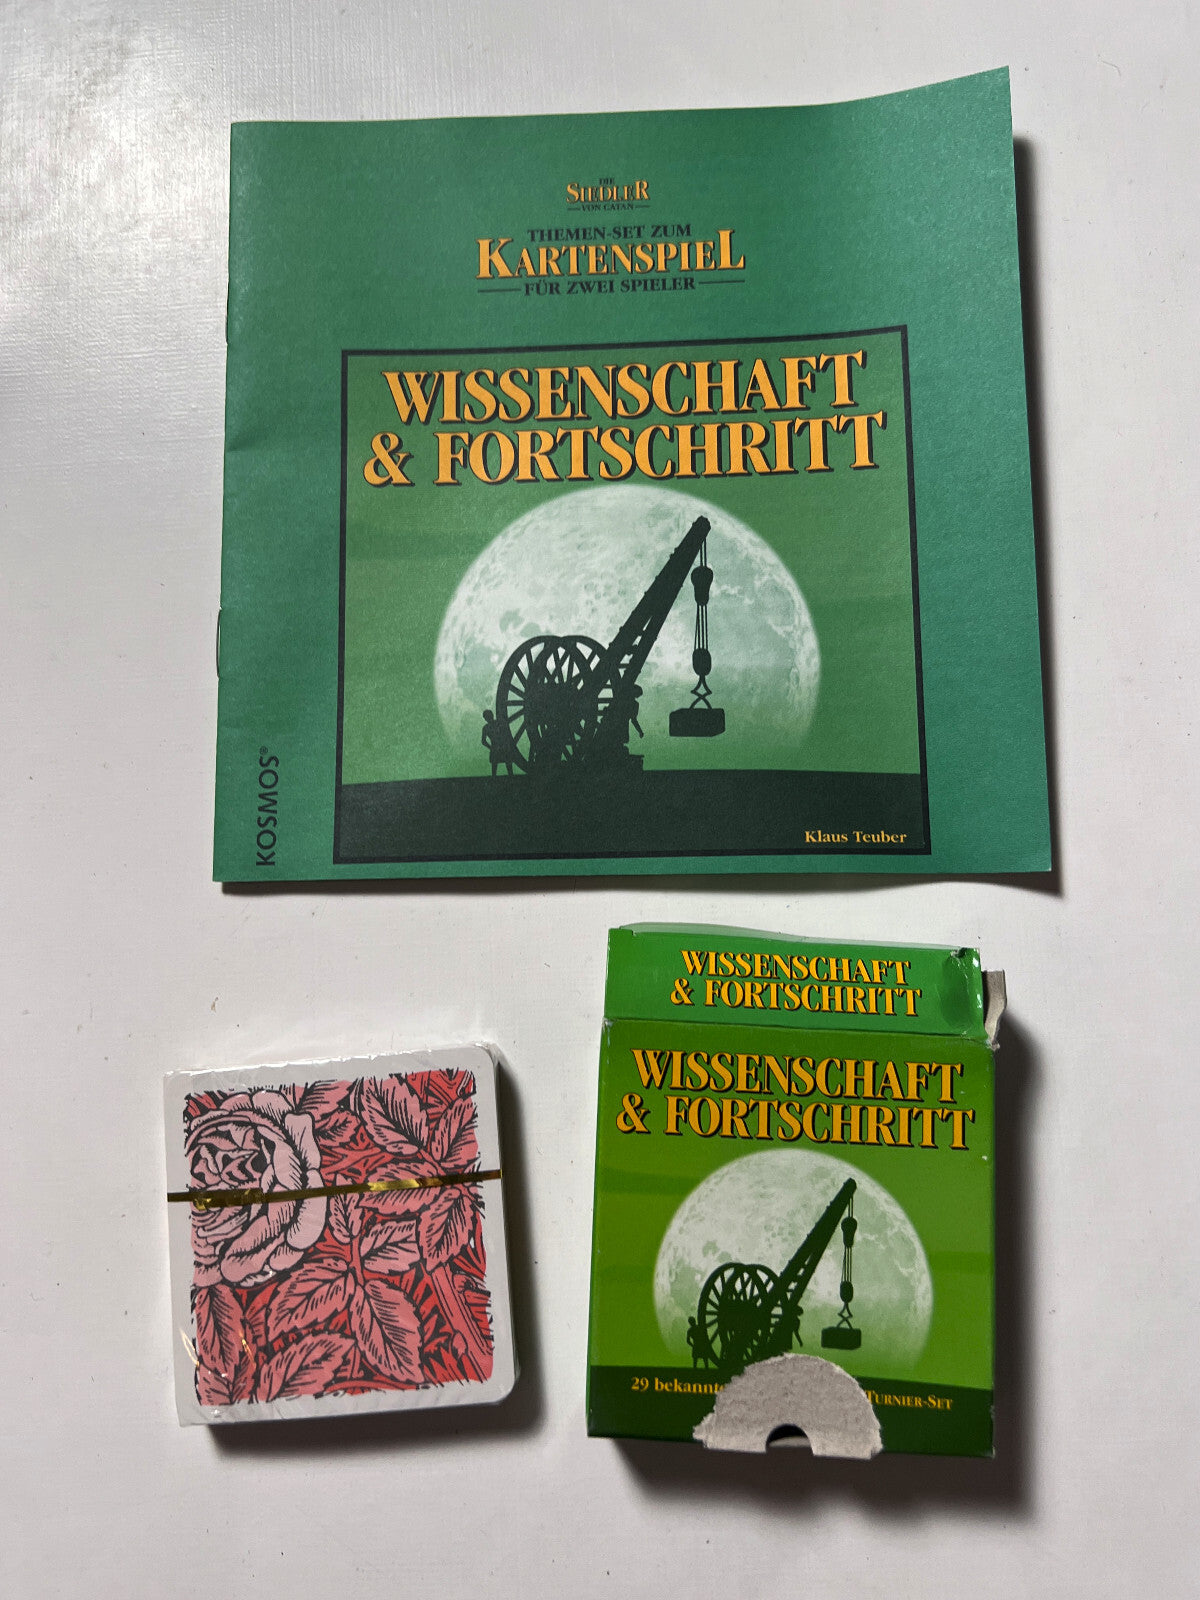 DIE
SIEDLER
VON CATAN
THEMEN-SET ZUM
KARTENSPIEL
FÜR ZWEI SPIELER
WISSENSCHAFT
& FORTSCHRITT
Klaus Teuber
KOSMOS®
WISSENSCHAFT
& FORTSCHRITT
WISSENSCHAFT
& FORTSCHRITT
29 bekannte TURNIER-SET